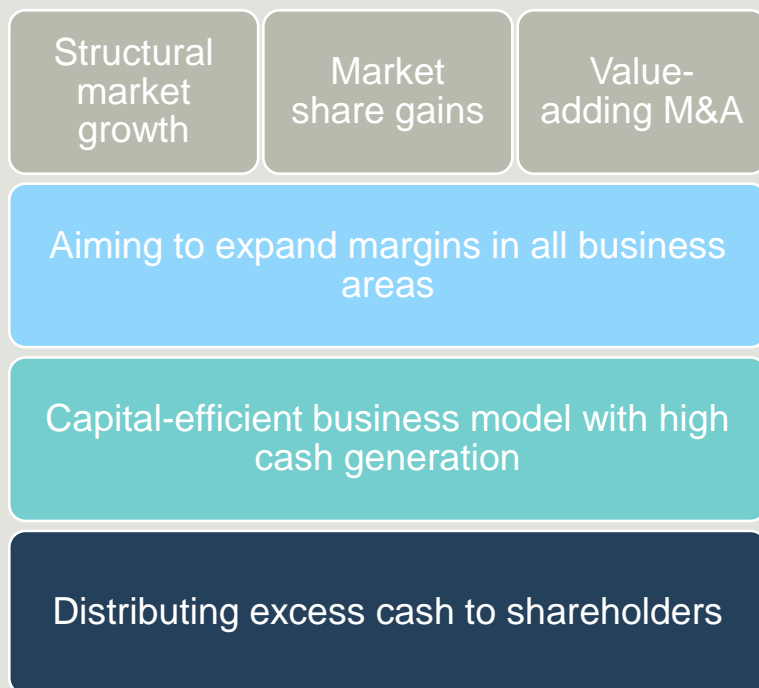 Structural
market
growth
Market
share gains
Value-
adding M&A
Aiming to expand margins in all business
areas
Capital-efficient business model with high
cash generation
Distributing excess cash to shareholders